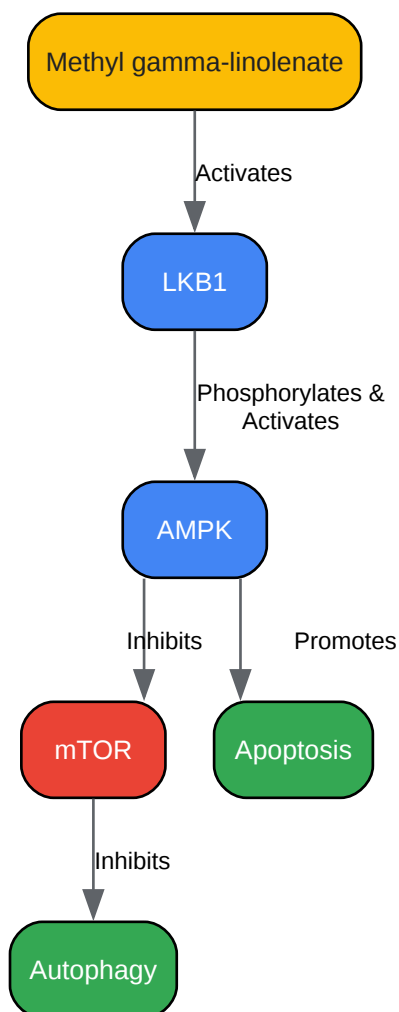 Methyl gamma-linolenate
Activates
LKB1
Phosphorylates &
Activates
AMPK
Inhibits
Promotes
mTOR
Apoptosis
Inhibits
Autophagy